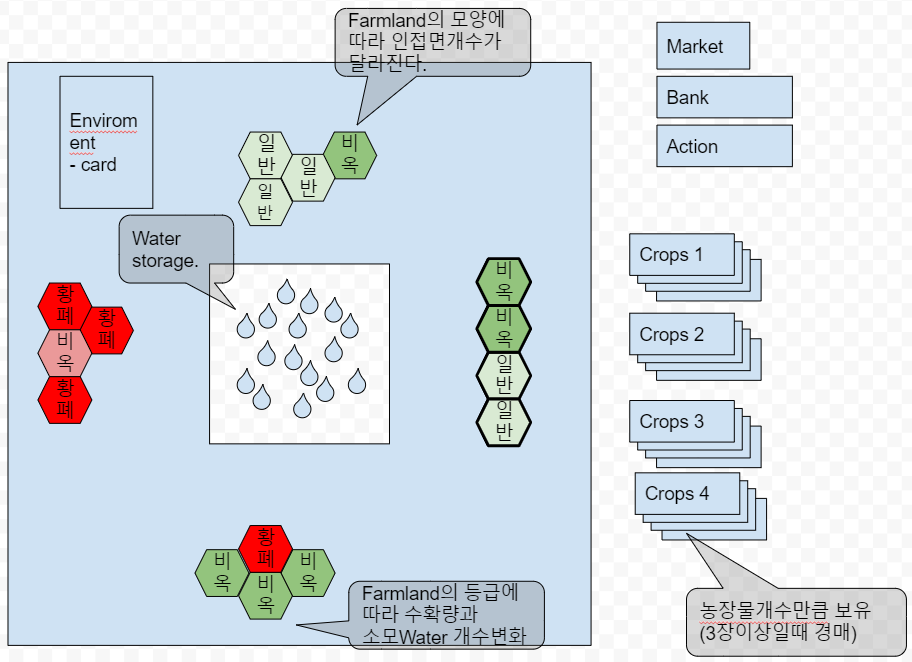 Farmland의 모양에
따라 인접면개수가
달라진다.
Market
Bank
Action
Envirom
ent
- card
일
반
일
반
일
반
비
옥
Water
storage.
황
폐
황
폐
비
옥
황
폐
비
옥
비
옥
일
반
일
반
Crops 1
Crops 2
Crops 3
Crops 4
황
폐
비
옥
비
옥
비
옥
Farmland의 등급에
따라 수확량과
소모Water 개수변화
농장물개수만큼 보유
(3장이상일때 경매)